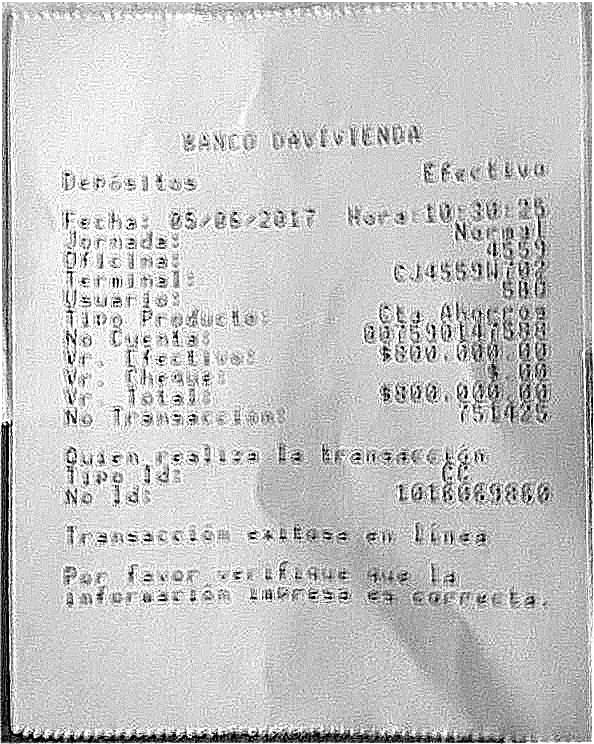 BANCO DAVIVIENDA
Depósitos Efectivo
Fecha: 05/06/2017 Hora:10:30:25
Jornada: Normal
Oficina: 4559
Terminal: CJ4559W702
Usuario:
Tipo Producto: Cta Ahorros
No Cuenta:
Vr. Efectivo: $800.000.00
Vr. Cheque: $.00
Vr. Total: $800.000.00
No Transaccion: 751425
Quien realiza la transacción
Tipo Id: CC
No Id: 1016069860
Transacción exitosa en línea
Por favor verifique que la
información impresa es correcta.